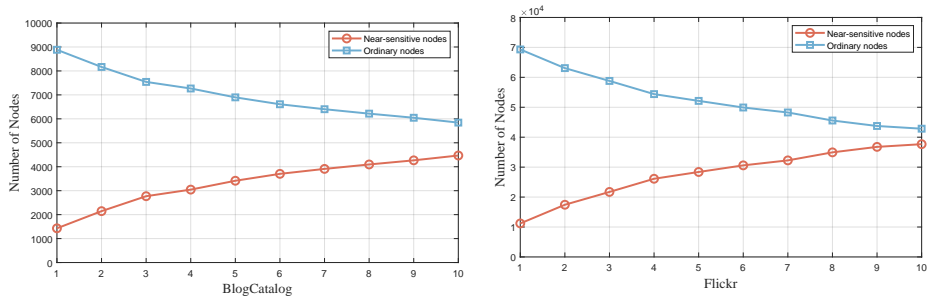 10000
9000
8000
7000
6000
5000
4000
3000
2000
1000
0
Number of Nodes
Near-sensitive nodes
Ordinary nodes
1 2 3 4 5 6 7 8 9 10
BlogCatalog
8 ×10⁴
7
6
5
4
3
2
1
0
Number of Nodes
Near-sensitive nodes
Ordinary nodes
1 2 3 4 5 6 7 8 9 10
Flickr